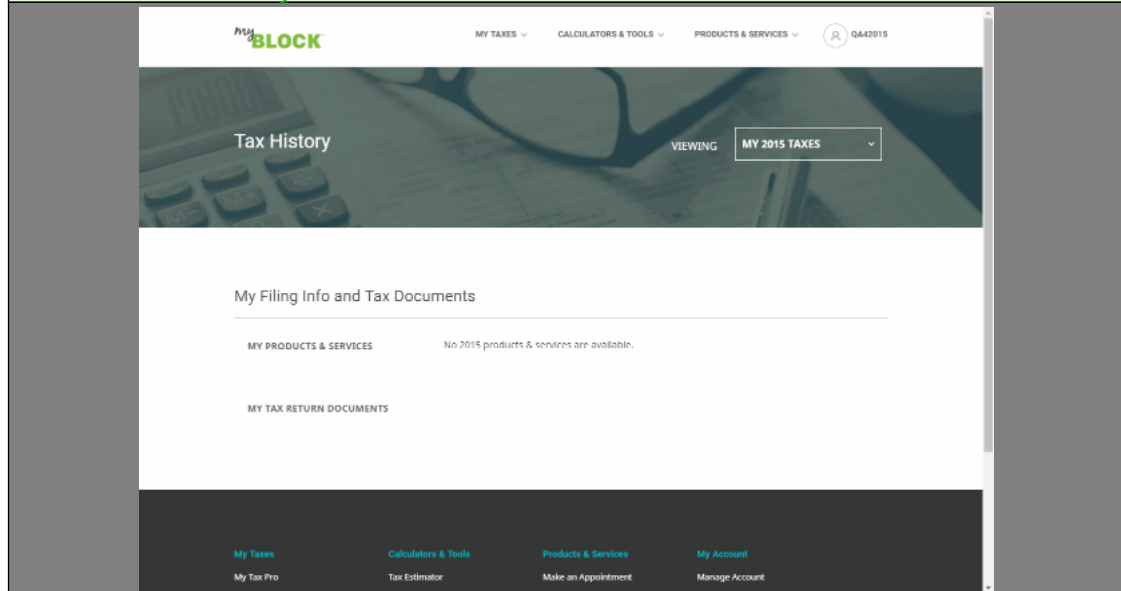 myBLOCK
MY TAXES CALCULATORS & TOOLS PRODUCTS & SERVICES QA42015
Tax History
VIEWING MY 2015 TAXES
My Filing Info and Tax Documents
MY PRODUCTS & SERVICES No 2015 products & services are available.
MY TAX RETURN DOCUMENTS
My Taxes Calculators & Tools Products & Services My Account
My Tax Pro Tax Estimator Make an Appointment Manage Account